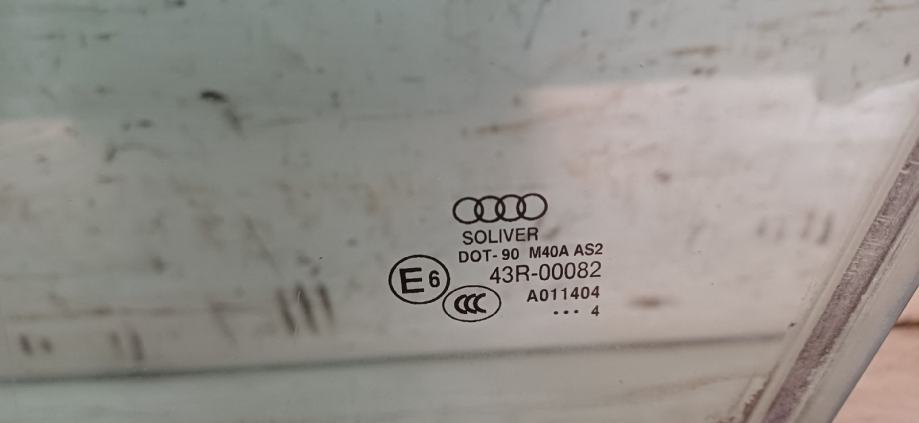 SOLIVER
DOT-90 M40A AS2
E6 43R-00082
CCC A011404
... 4